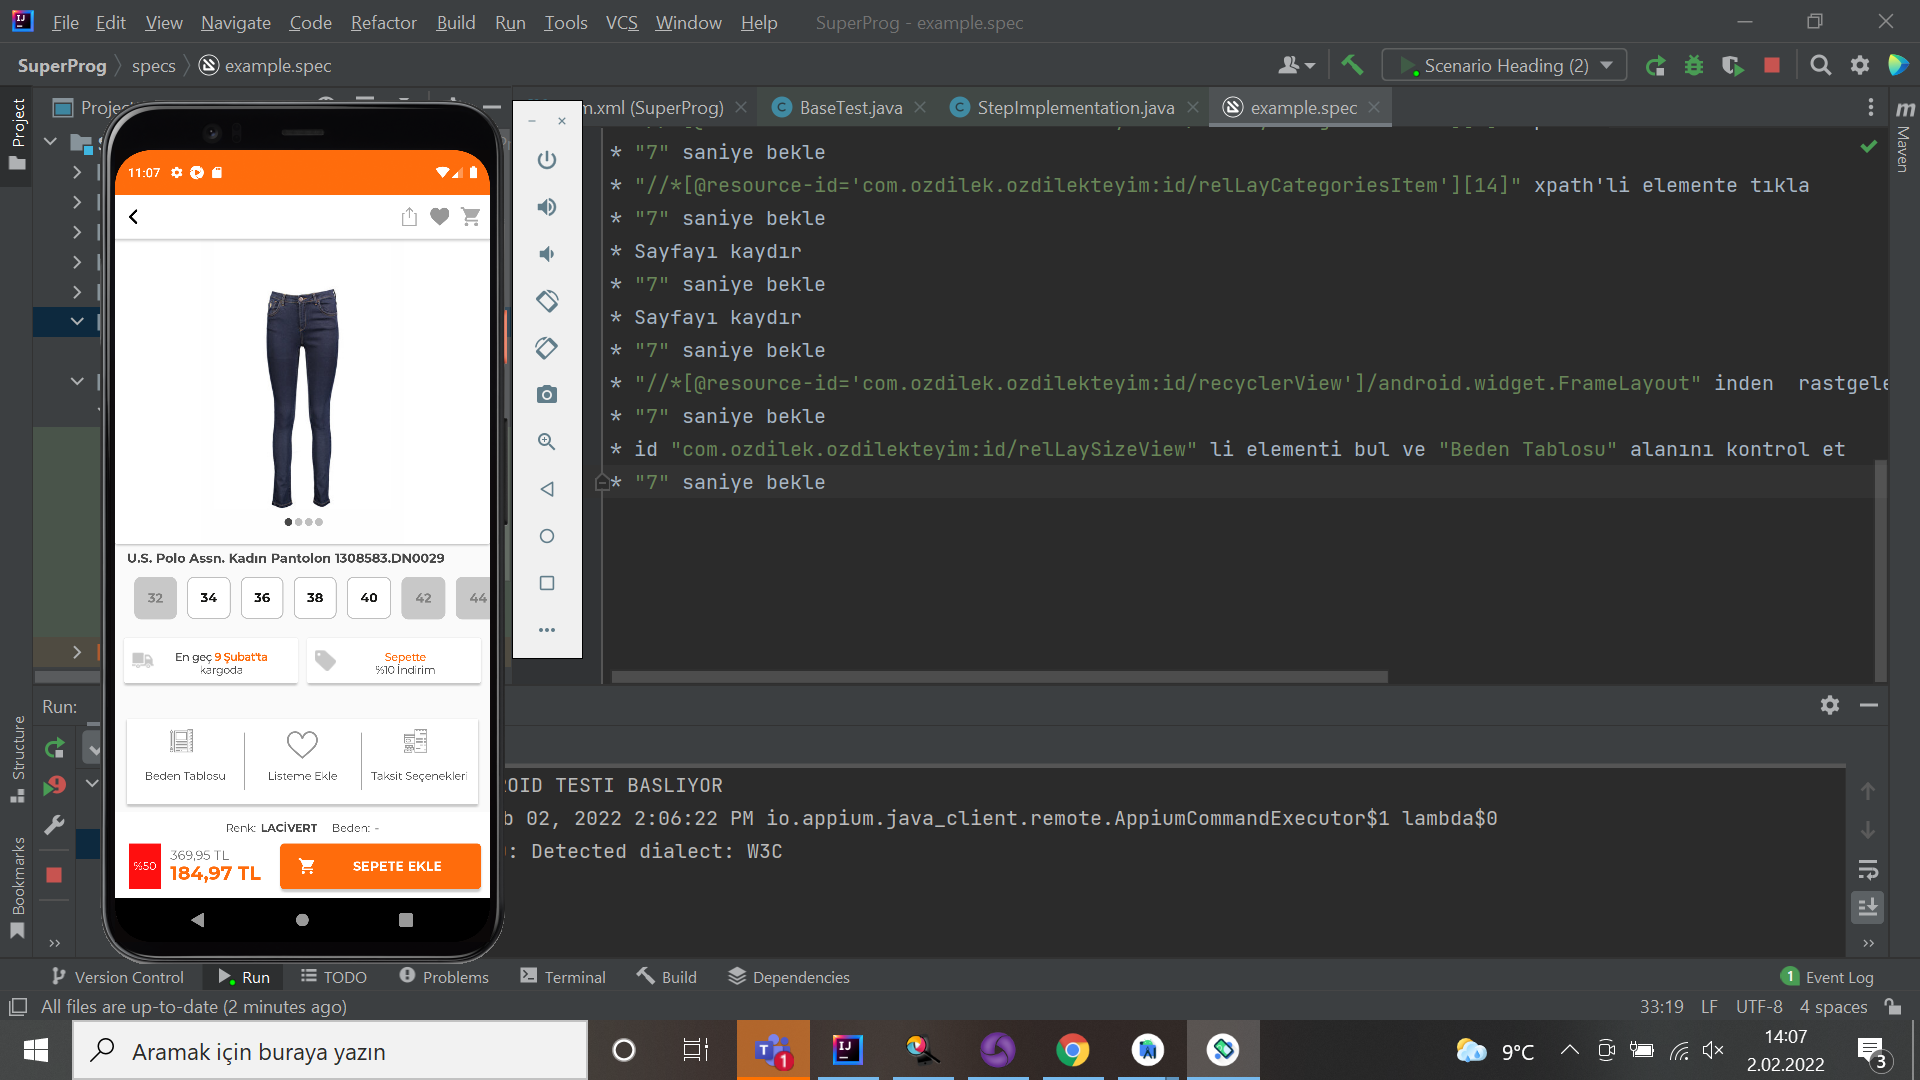 File Edit View Navigate Code Refactor Build Run Tools VCS Window Help SuperProg - example.spec
SuperProg specs example.spec Scenario Heading (2)
Project
m.xml (SuperProg) BaseTest.java StepImplementation.java example.spec
Project
Maven
Structure
Bookmarks
* "7" saniye bekle
* "//*[@resource-id='com.ozdilek.ozdilekteyim:id/relLayCategoriesItem'][14]" xpath'li elemente tıkla
* "7" saniye bekle
* Sayfayı kaydır
* "7" saniye bekle
* Sayfayı kaydır
* "7" saniye bekle
* "//*[@resource-id='com.ozdilek.ozdilekteyim:id/recyclerView']/android.widget.FrameLayout" inden rastgele
* "7" saniye bekle
* id "com.ozdilek.ozdilekteyim:id/relLaySizeView" li elementi bul ve "Beden Tablosu" alanını kontrol et
* "7" saniye bekle
11:07
U.S. Polo Assn. Kadın Pantolon 1308583.DN0029
32 34 36 38 40 42 44
En geç 9 Şubat'ta
kargoda
Sepette
%10 İndirim
Beden Tablosu Listeme Ekle Taksit Seçenekleri
Renk: LACİVERT Beden: -
%50
369,95 TL
184,97 TL
SEPETE EKLE
Run:
OID TESTI BASLIYOR
b 02, 2022 2:06:22 PM io.appium.java_client.remote.AppiumCommandExecutor$1 lambda$0
: Detected dialect: W3C
Version Control Run TODO Problems Terminal Build Dependencies 1 Event Log
All files are up-to-date (2 minutes ago) 33:19 LF UTF-8 4 spaces
Aramak için buraya yazın
1
9°C
14:07
2.02.2022
3